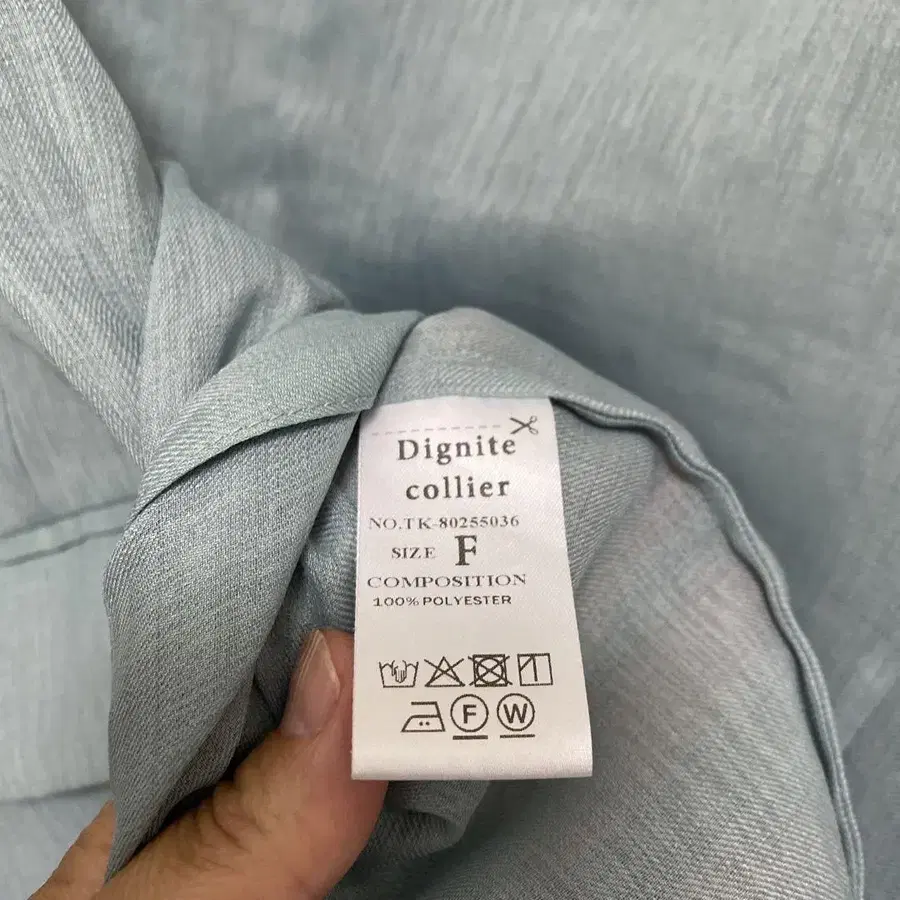 Dignite
collier
NO.TK-80255036
SIZE F
COMPOSITION
100% POLYESTER
F W